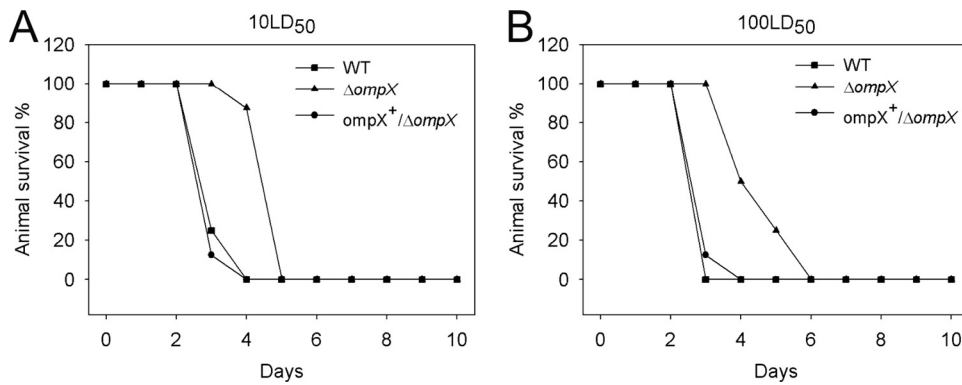 A
10LD50
120
100
80
60
40
20
0
Animal survival %
0 2 4 6 8 10
Days
WT
ΔompX
ompX+/ΔompX
B
100LD50
120
100
80
60
40
20
0
Animal survival %
0 2 4 6 8 10
Days
WT
ΔompX
ompX+/ΔompX